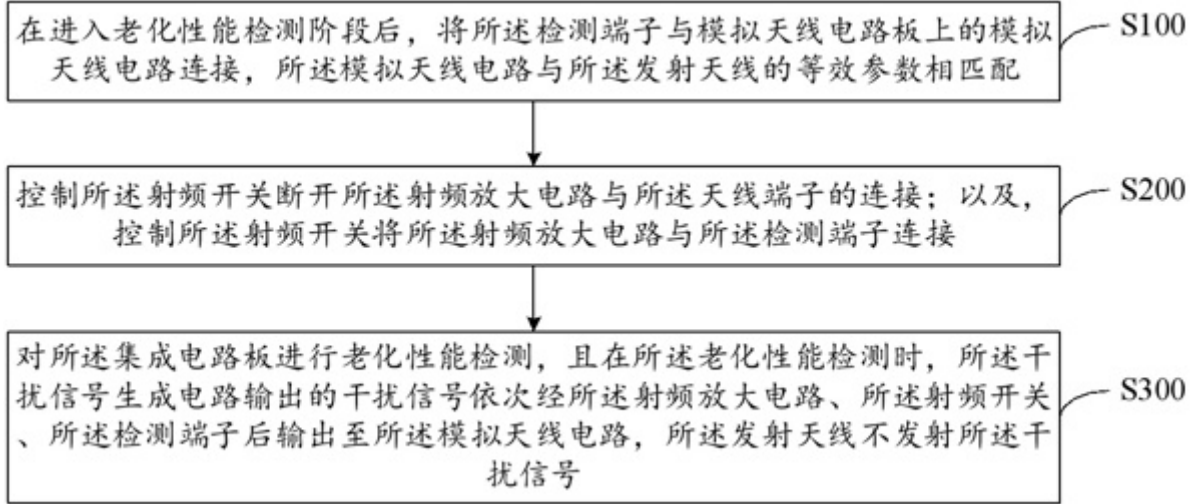 在进入老化性能检测阶段后，将所述检测端子与模拟天线电路板上的模拟
天线电路连接，所述模拟天线电路与所述发射天线的等效参数相匹配
S100
控制所述射频开关断开所述射频放大电路与所述天线端子的连接；以及，
控制所述射频开关将所述射频放大电路与所述检测端子连接
S200
对所述集成电路板进行老化性能检测，且在所述老化性能检测时，所述干
扰信号生成电路输出的干扰信号依次经所述射频放大电路、所述射频开关
、所述检测端子后输出至所述模拟天线电路，所述发射天线不发射所述干
扰信号
S300